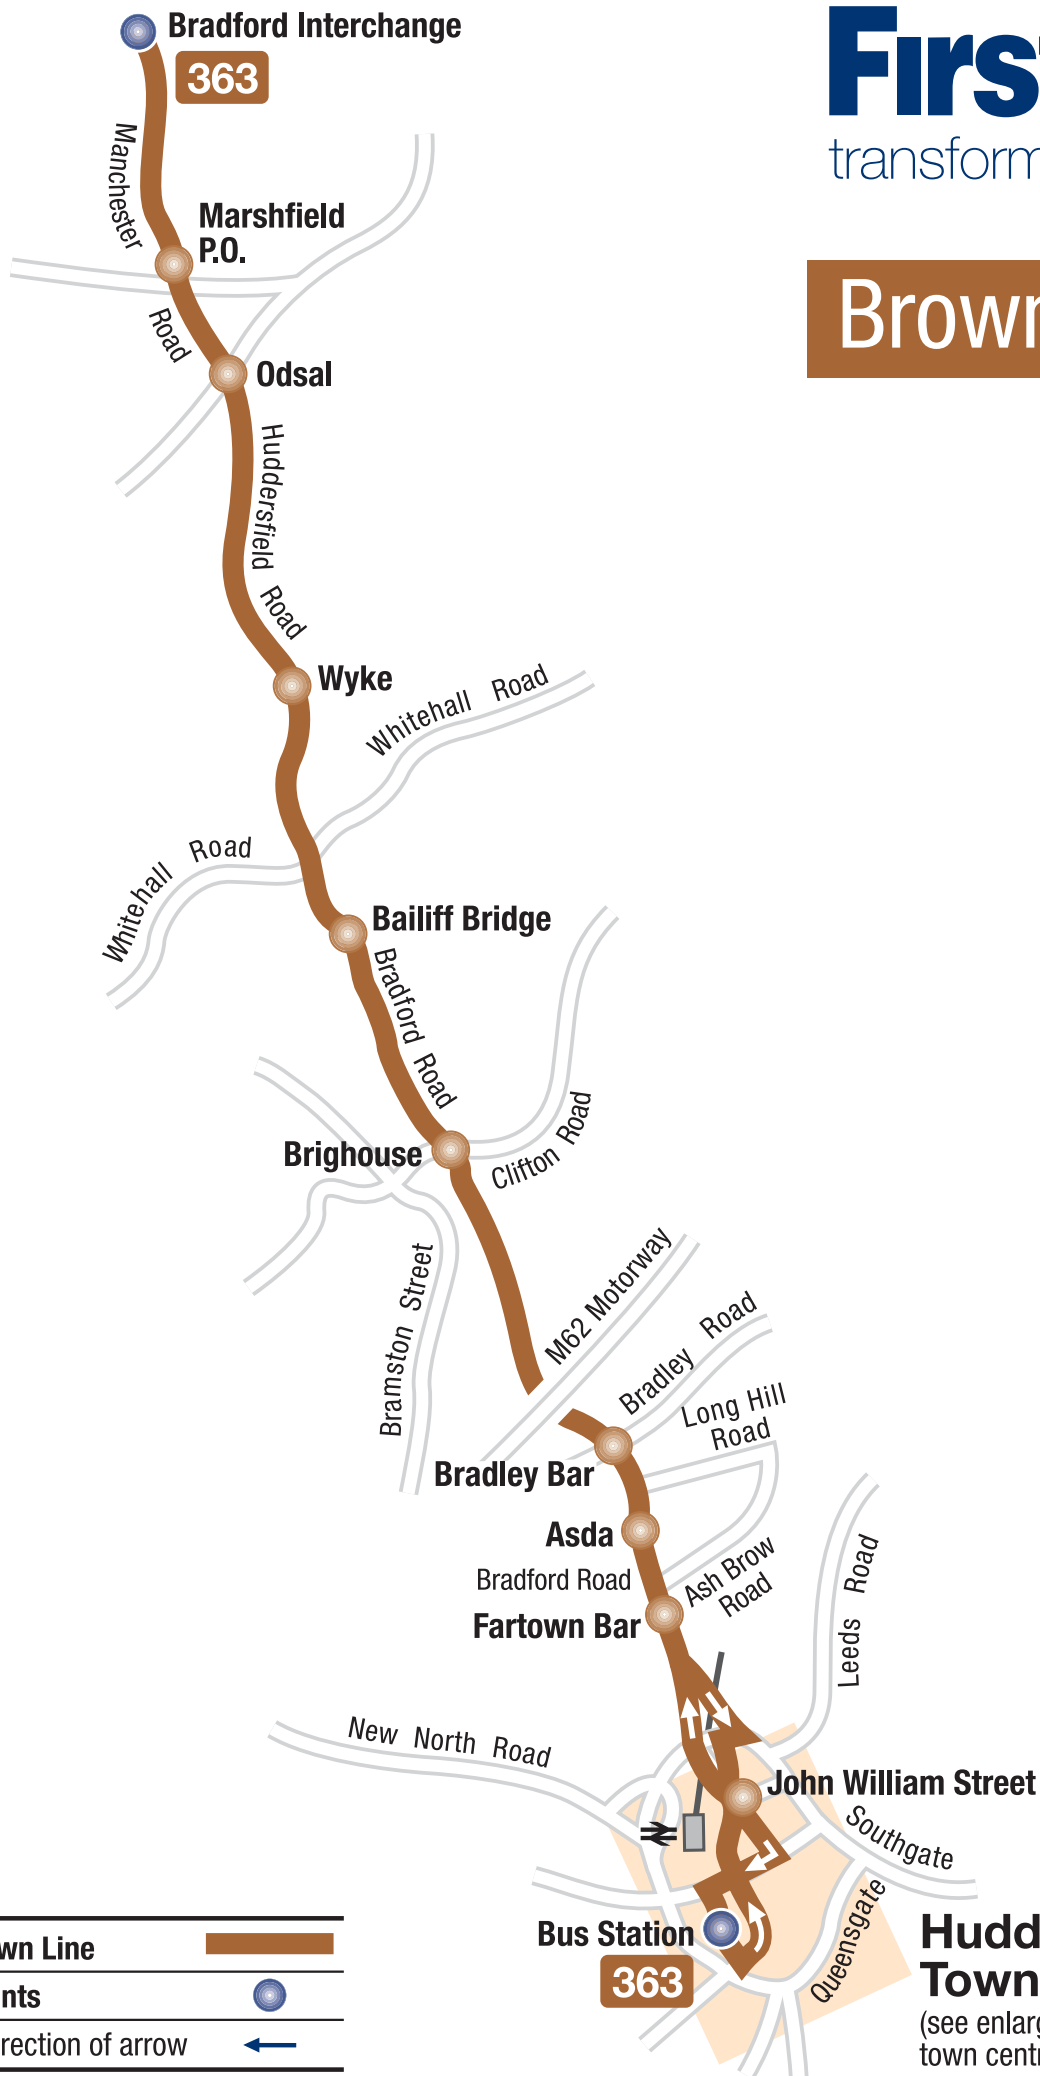 Bradford Interchange
363
Firs
transform
Manchester
Road
Marshfield
P.O.
Brown
Odsal
Huddersfield Road
Wyke
Whitehall Road
Whitehall Road
Bailiff Bridge
Bradford Road
Brighouse
Clifton Road
Bramston Street
M62 Motorway
Bradley Road
Long Hill
Road
Bradley Bar
Asda
Bradford Road
Ash Brow
Road
Fartown Bar
Leeds Road
New North Road
John William Street
Southgate
Queensgate
Bus Station
363
wn Line
nts
rection of arrow
Hudd
Town
(see enlarg
town centr